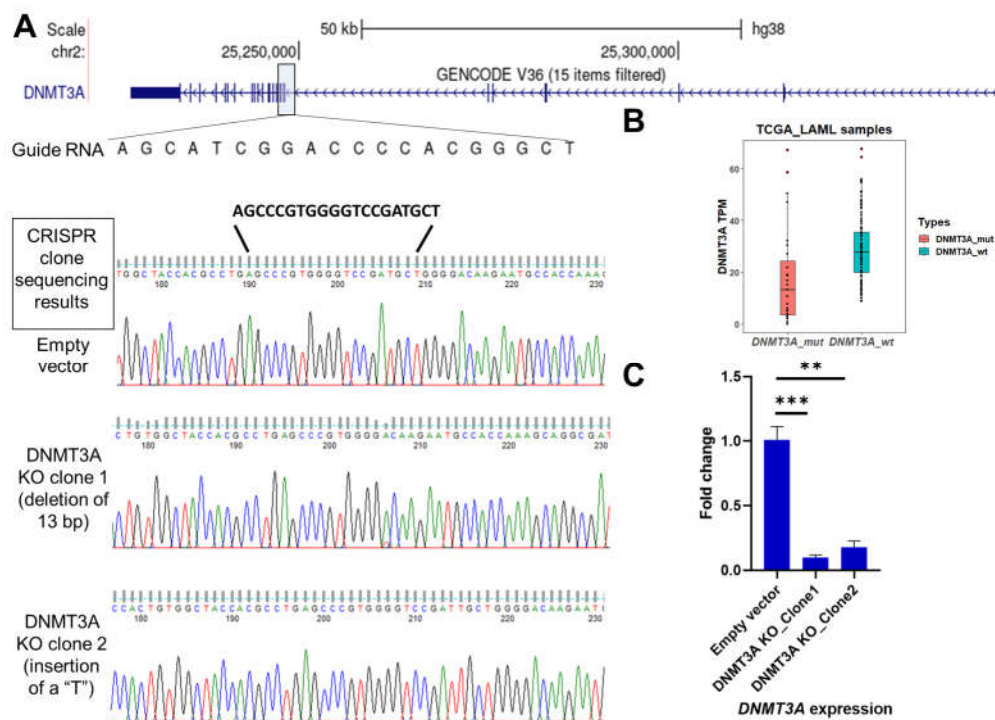 A
Scale
50 kb
hg38
chr2:
25,250,000
25,300,000
GENCODE V36 (15 items filtered)
DNMT3A
Guide RNA
A G C A T C G G A C C C C A C G G G C T
AGCCCGTGGGGTCCGATGCT
CRISPR
clone
sequencing
results
TGGCTACCACGCCTGAGCCCGTGGGGTCCGATGCTGGGGACAAGAATGCCACCAAAG
180 190 200 210 220 230
Empty
vector
CTGTGGCTACCACGCCTGAGCCCGTGGGGACAAGAATGCCACCAAAGCAGGCGAT
180 190 200 210 220 230
DNMT3A
KO clone 1
(deletion of
13 bp)
CCACTGTGGCTACCACGCCTGAGCCCGTGGGGTCCGATTGCTGGGGACAAGAAT
180 190 200 210 220 230
DNMT3A
KO clone 2
(insertion
of a “T”)
B
TCGA_LAML samples
DNMT3A TPM
60
40
20
0
DNMT3A_mut
DNMT3A_wt
Types
DNMT3A_mut
DNMT3A_wt
C
**
***
Fold change
1.5
1.0
0.5
0.0
Empty vector
DNMT3A KO_Clone1
DNMT3A KO_Clone2
DNMT3A expression